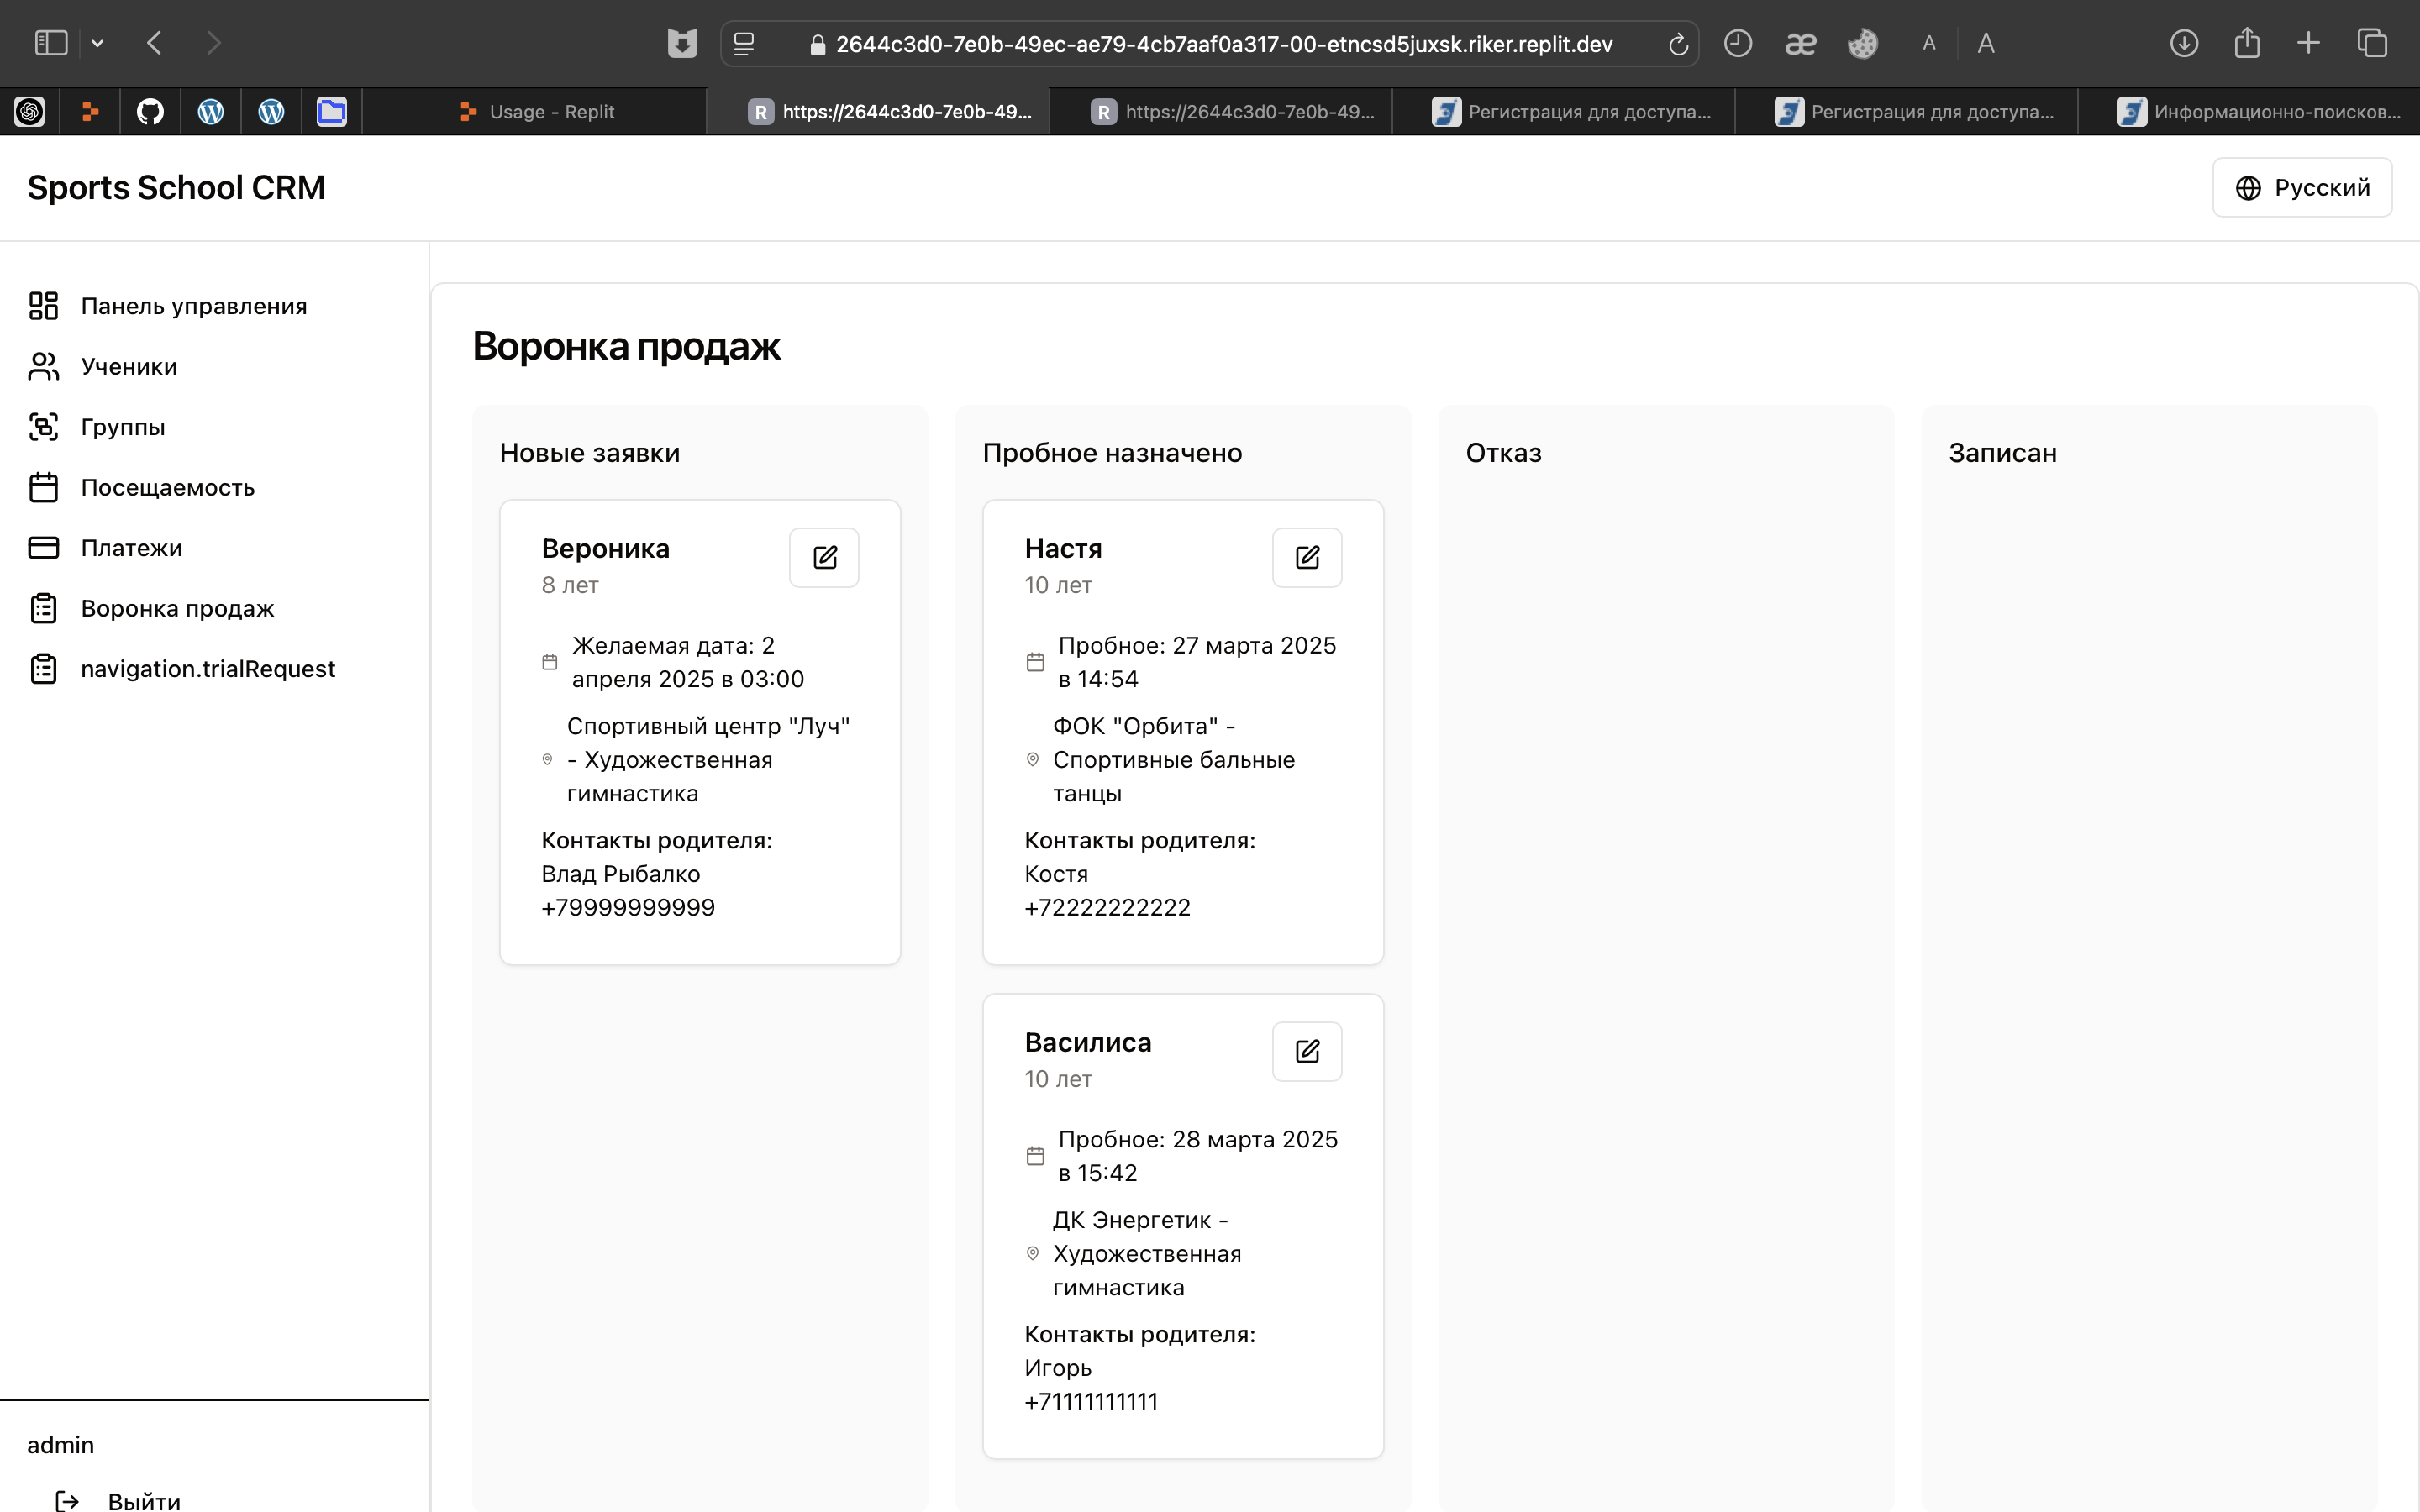 2644c3d0-7e0b-49ec-ae79-4cb7aaf0a317-00-etncsd5juxsk.riker.replit.dev
A A
Usage - Replit
R https://2644c3d0-7e0b-49...
R https://2644c3d0-7e0b-49...
Регистрация для доступа...
Регистрация для доступа...
Информационно-поисков...
Sports School CRM
Русский
Панель управления
Ученики
Группы
Посещаемость
Платежи
Воронка продаж
navigation.trialRequest
admin
Выйти
Воронка продаж
Новые заявки
Вероника
8 лет
Желаемая дата: 2
апреля 2025 в 03:00
Спортивный центр "Луч"
- Художественная
гимнастика
Контакты родителя:
Влад Рыбалко
+79999999999
Пробное назначено
Настя
10 лет
Пробное: 27 марта 2025
в 14:54
ФОК "Орбита" -
Спортивные бальные
танцы
Контакты родителя:
Костя
+72222222222
Василиса
10 лет
Пробное: 28 марта 2025
в 15:42
ДК Энергетик -
Художественная
гимнастика
Контакты родителя:
Игорь
+71111111111
Отказ
Записан